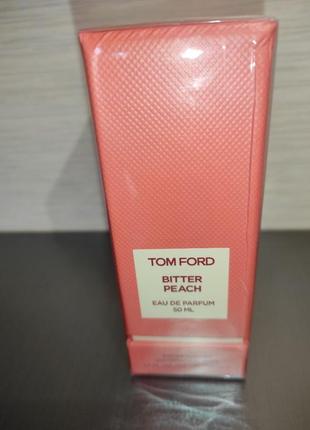 TOM FORD
BITTER
PEACH
EAU DE PARFUM
50 ML